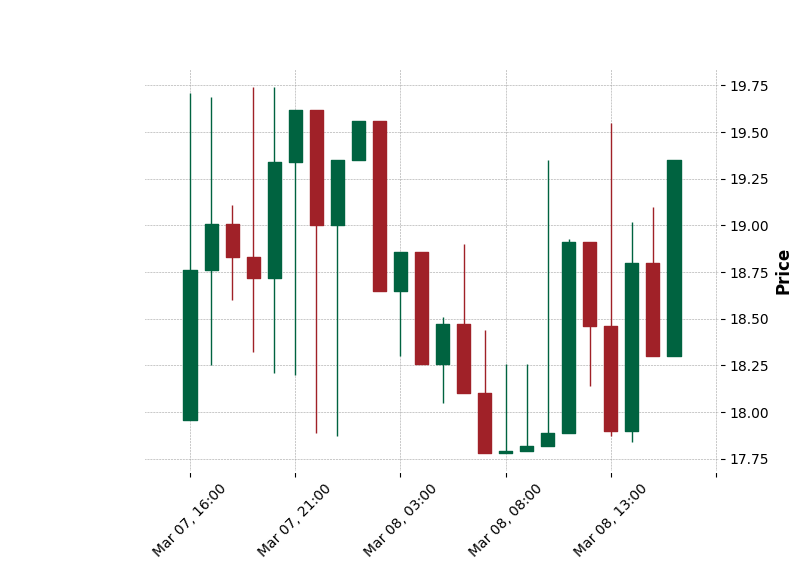 19.75
19.50
19.25
19.00
18.75
18.50
18.25
18.00
17.75
Price
Mar 07, 16:00
Mar 07, 21:00
Mar 08, 03:00
Mar 08, 08:00
Mar 08, 13:00